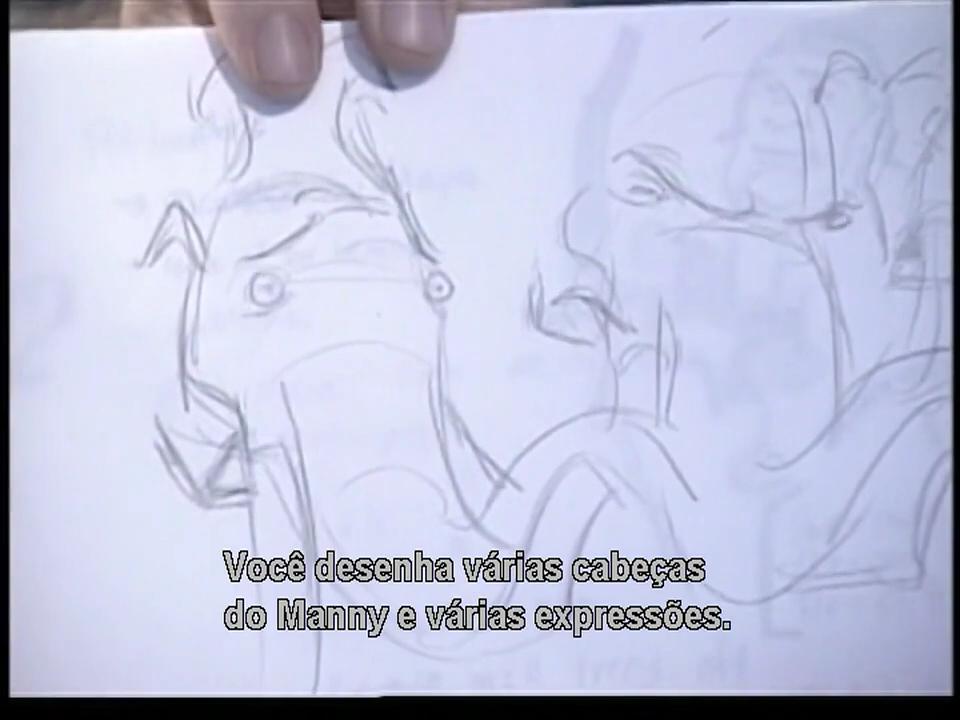 Você desenha várias cabeças
do Manny e várias expressões.